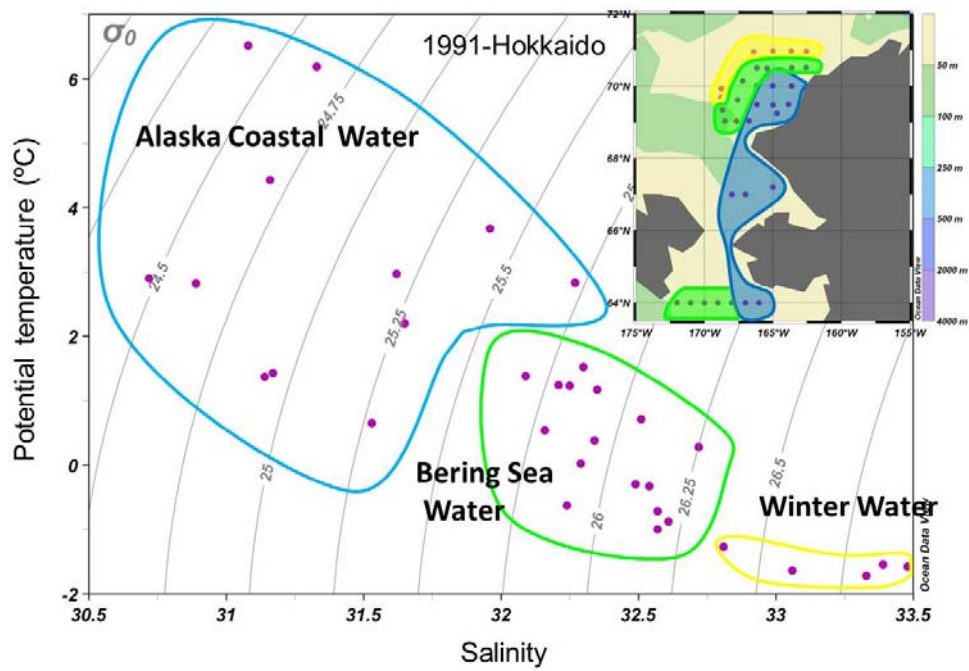 σ₀
1991-Hokkaido
Alaska Coastal Water
Bering Sea
Water
Winter Water
Potential temperature (ºC)
6
4
2
0
-2
30.5
31
31.5
32
32.5
33
33.5
Salinity
24.5
24.75
25
25.25
25.5
26
26.25
26.5
25
Ocean Data View
72°N
70°N
68°N
66°N
64°N
175°W
170°W
165°W
160°W
155°W
50 m
100 m
250 m
500 m
2000 m
4000 m
Ocean Data View